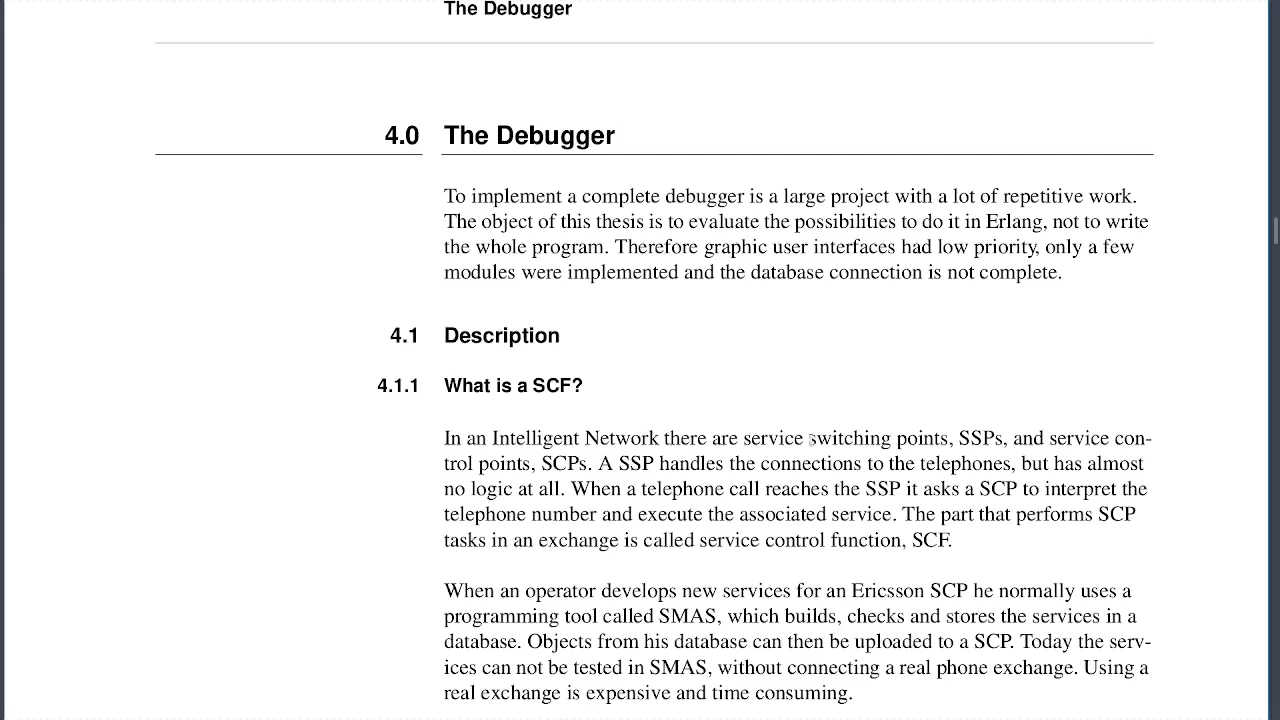 The Debugger
4.0 The Debugger
To implement a complete debugger is a large project with a lot of repetitive work.
The object of this thesis is to evaluate the possibilities to do it in Erlang, not to write
the whole program. Therefore graphic user interfaces had low priority, only a few
modules were implemented and the database connection is not complete.
4.1 Description
4.1.1 What is a SCF?
In an Intelligent Network there are service switching points, SSPs, and service con-
trol points, SCPs. A SSP handles the connections to the telephones, but has almost
no logic at all. When a telephone call reaches the SSP it asks a SCP to interpret the
telephone number and execute the associated service. The part that performs SCP
tasks in an exchange is called service control function, SCF.
When an operator develops new services for an Ericsson SCP he normally uses a
programming tool called SMAS, which builds, checks and stores the services in a
database. Objects from his database can then be uploaded to a SCP. Today the serv-
ices can not be tested in SMAS, without connecting a real phone exchange. Using a
real exchange is expensive and time consuming.